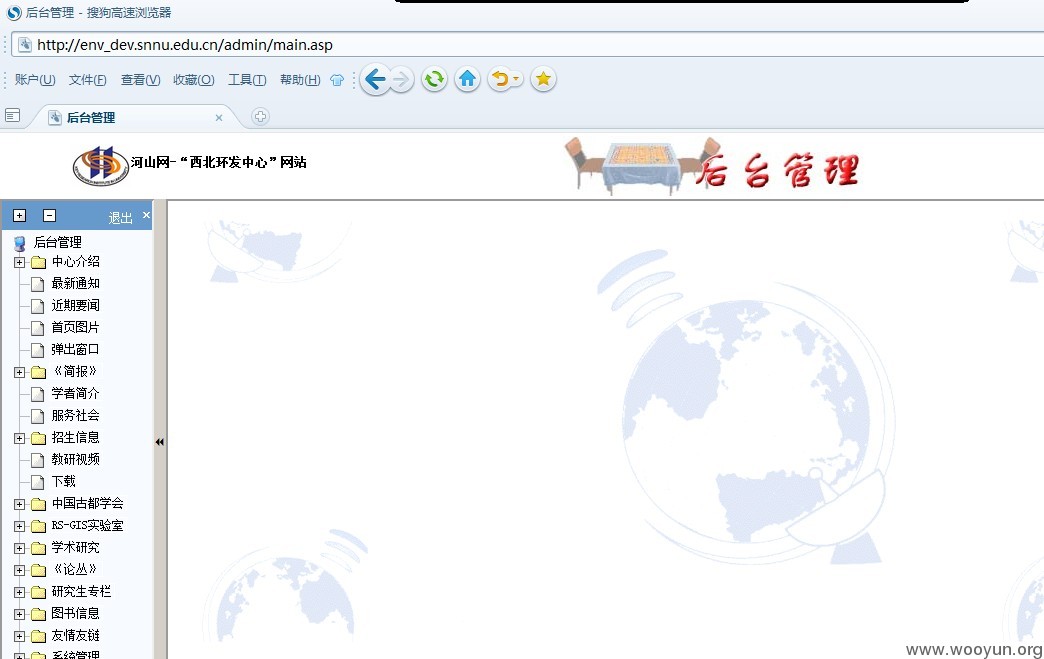 后台管理 - 搜狗高速浏览器
http://env_dev.snnu.edu.cn/admin/main.asp
账户(U) 文件(F) 查看(V) 收藏(O) 工具(T) 帮助(H)
后台管理
河山网-“西北环发中心”网站
后台管理
退出 ×
后台管理
中心介绍
最新通知
近期要闻
首页图片
弹出窗口
《简报》
学者简介
服务社会
招生信息
教研视频
下载
中国古都学会
RS-GIS实验室
学术研究
《论丛》
研究生专栏
图书信息
友情友链
系统管理
www.wooyun.org